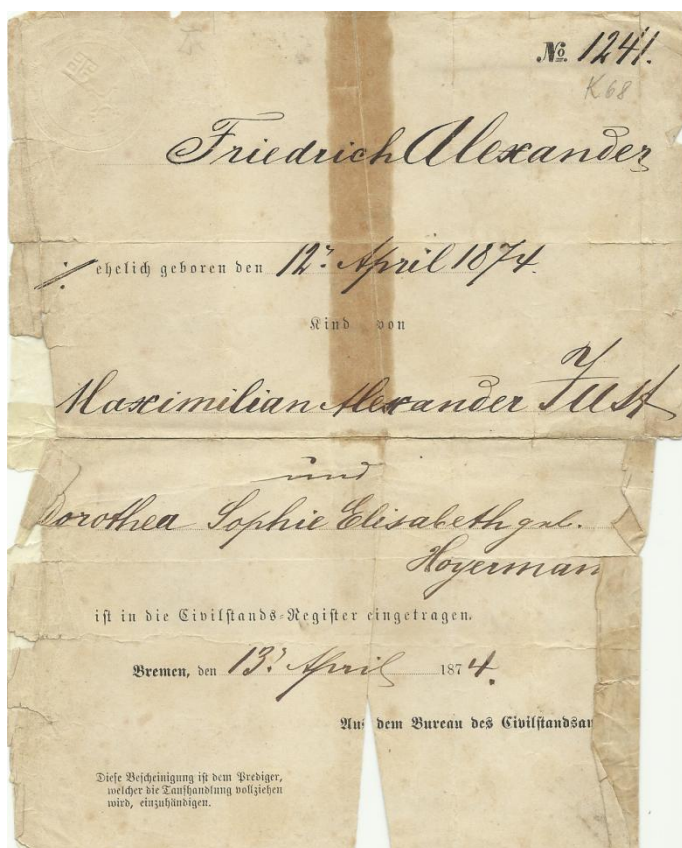 No. 1241.
K68
Friedrich Alexander
ehelich geboren den 12. April 1874.
Kind von
Maximilian Alexander Just
und
Dorothea Sophie Elisabeth geb.
Hoyerman
ist in die Civilstands-Register eingetragen.
Bremen, den 13. April 1874.
Aus dem Bureau des Civilstandsam
Diese Bescheinigung ist dem Prediger,
welcher die Taufhandlung vollziehen
wird, einzuhändigen.